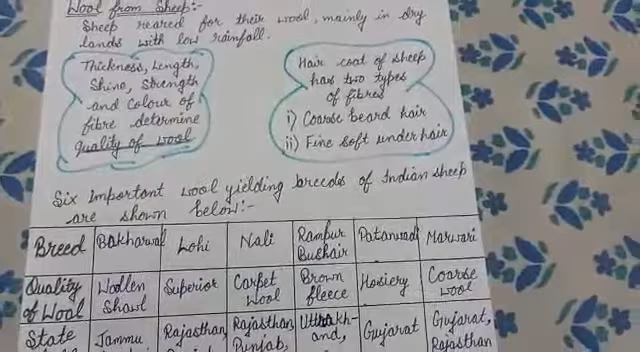 Wool from Sheep:-
Sheep reared for their wool, mainly in dry
lands with low rainfall.
Thickness, Length,
Shine, Strength
and Colour of
fibre determine
quality of wool
Hair coat of sheep
has two types
of fibres
i) Coarse beard hair
ii) Fine soft under hair
Six important wool yielding breeds of Indian sheep
are shown below:-
Breed Bakharwal Lohi Nali Rampur Bushair Patanwadi Marwari
Quality of Wool Wollen Shawl Superior Carpet Wool Brown fleece Hosiery Coarse wool
State Jammu Rajasthan, Rajasthan, Punjab, Uttrakh-and, Gujarat Gujarat, Rajasthan